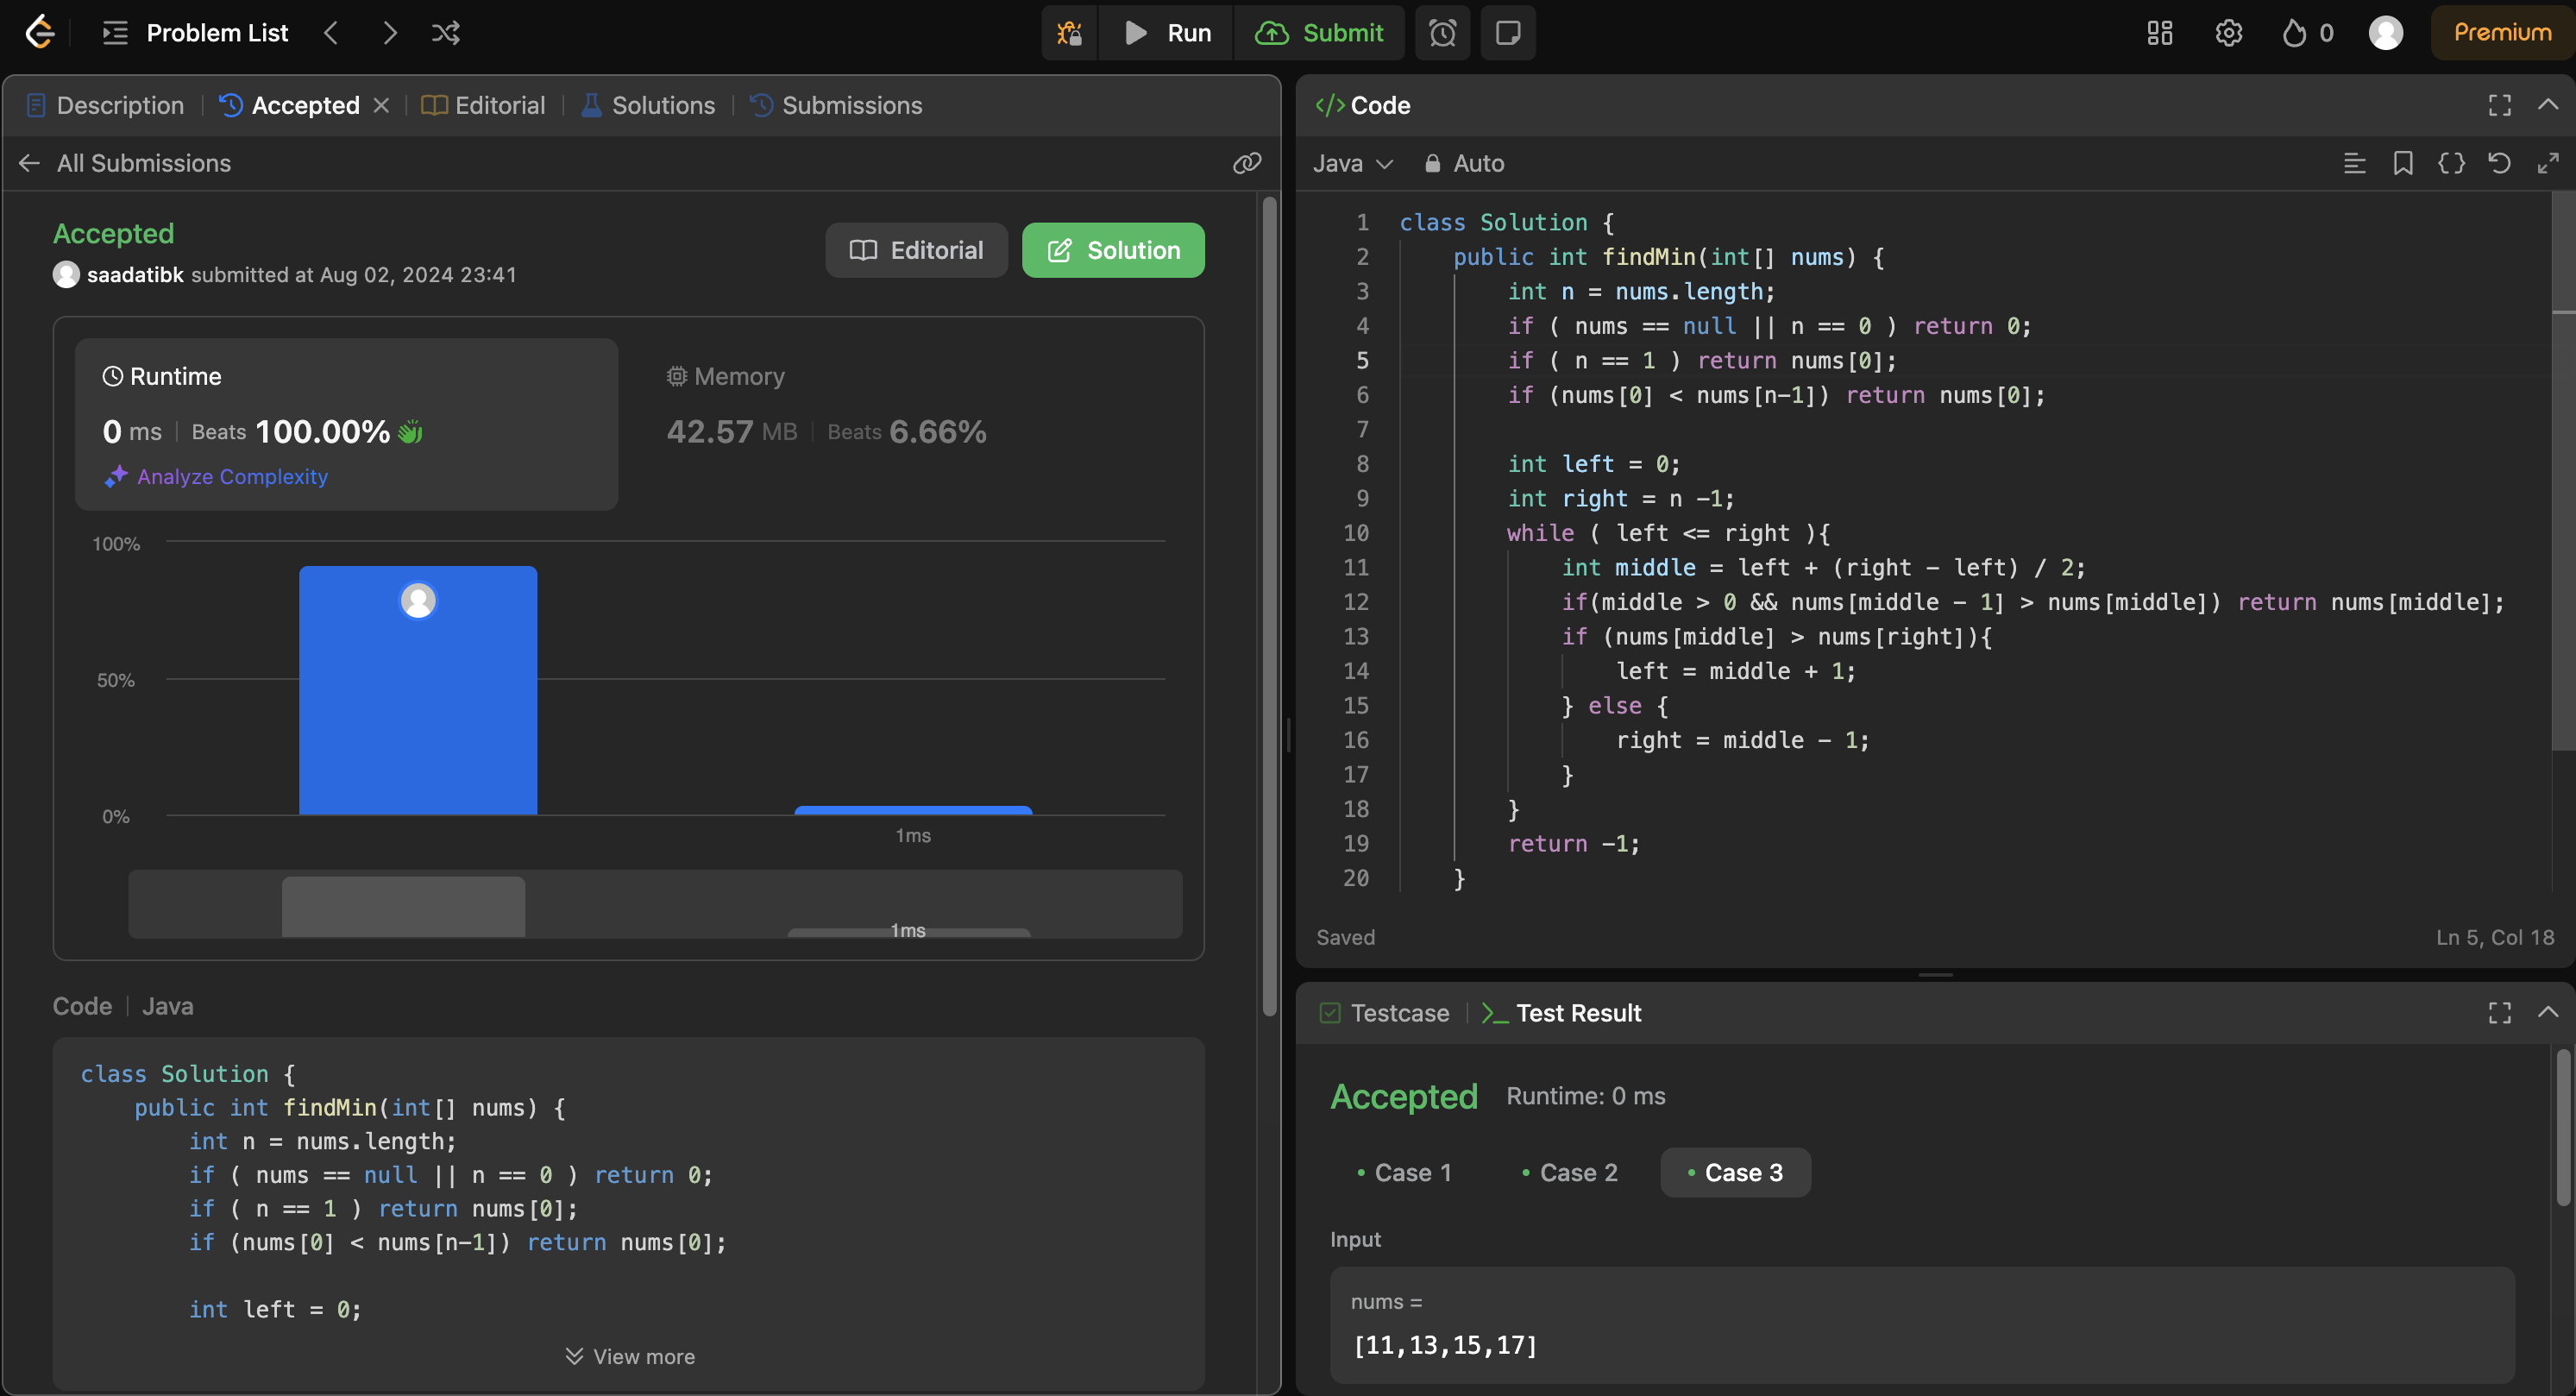 Problem List
Run
Submit
0
Premium
Description
Accepted
Editorial
Solutions
Submissions
All Submissions
Accepted
saadatibk submitted at Aug 02, 2024 23:41
Editorial
Solution
Runtime
0 ms | Beats 100.00%
Analyze Complexity
Memory
42.57 MB | Beats 6.66%
100%
50%
0%
1ms
1ms
Code | Java
class Solution {
    public int findMin(int[] nums) {
        int n = nums.length;
        if ( nums == null || n == 0 ) return 0;
        if ( n == 1 ) return nums[0];
        if (nums[0] < nums[n-1]) return nums[0];
        int left = 0;
View more
Code
Java
Auto
1 class Solution {
2     public int findMin(int[] nums) {
3         int n = nums.length;
4         if ( nums == null || n == 0 ) return 0;
5         if ( n == 1 ) return nums[0];
6         if (nums[0] < nums[n-1]) return nums[0];
7
8         int left = 0;
9         int right = n -1;
10         while ( left <= right ){
11             int middle = left + (right - left) / 2;
12             if(middle > 0 && nums[middle - 1] > nums[middle]) return nums[middle];
13             if (nums[middle] > nums[right]){
14                 left = middle + 1;
15             } else {
16                 right = middle - 1;
17             }
18         }
19         return -1;
20     }
Saved
Ln 5, Col 18
Testcase
Test Result
Accepted
Runtime: 0 ms
• Case 1
• Case 2
• Case 3
Input
nums =
[11,13,15,17]